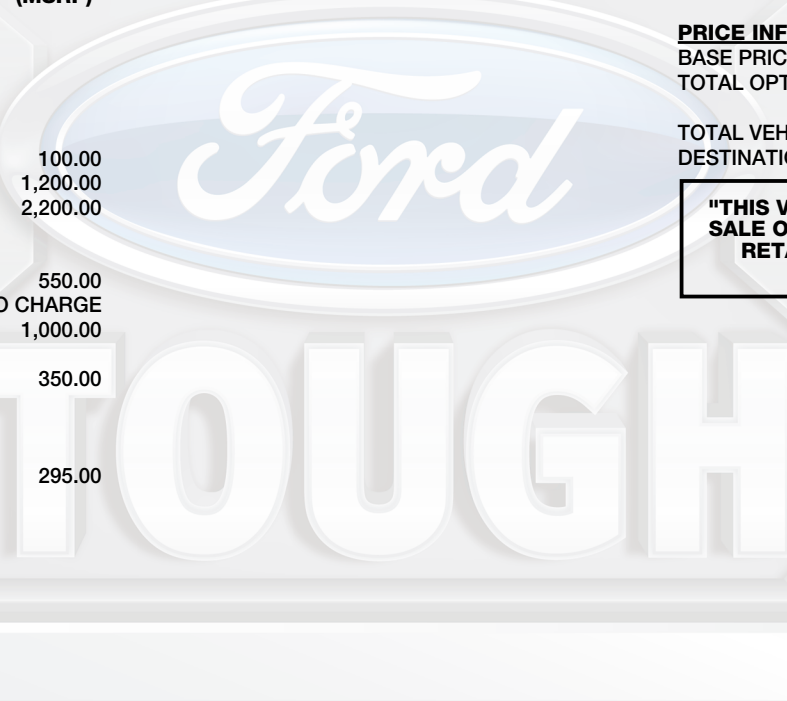 (MSRP)
100.00
1,200.00
2,200.00
550.00
CHARGE
1,000.00
350.00
295.00
PRICE INF
BASE PRIC
TOTAL OPT
TOTAL VEH
DESTINATI
"THIS V
SALE O
RETA
Ford
TOUGH